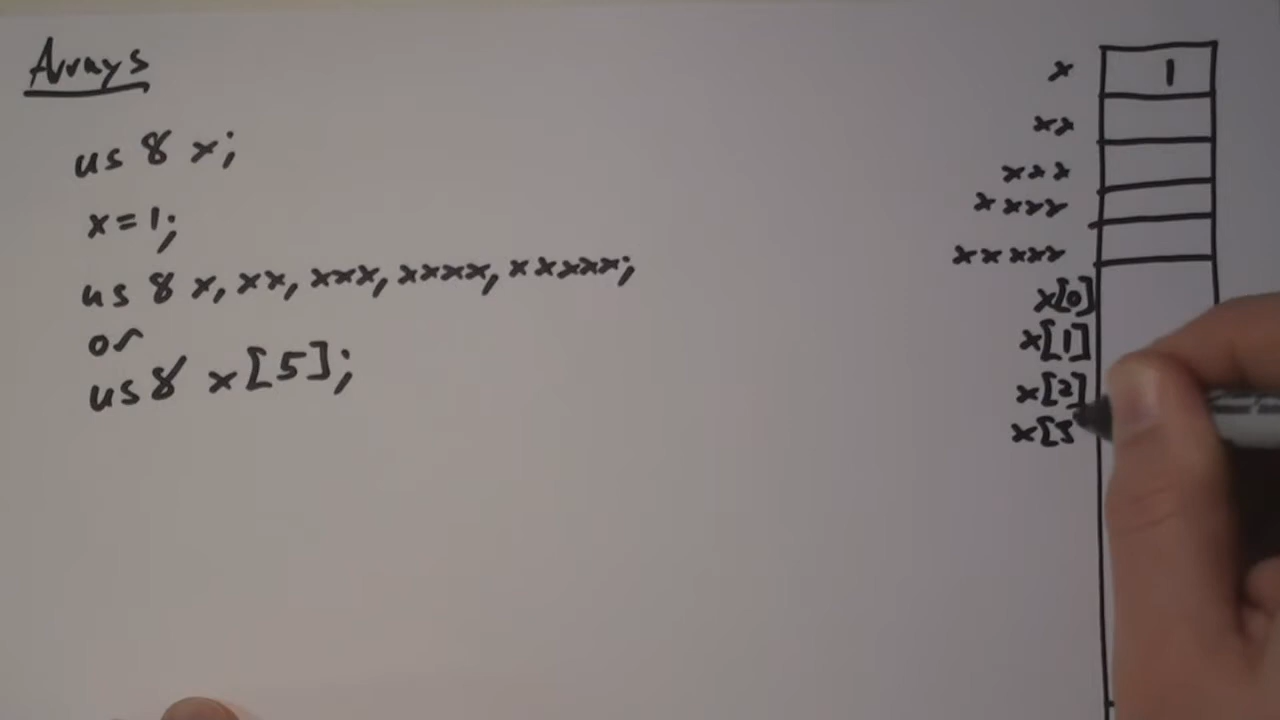 Arrays
us 8 x;
x = 1;
us 8 x, xx, xxx, xxxx, xxxxx;
or
us 8 x[5];
x
1
xx
xxx
xxxx
xxxxx
x[0]
x[1]
x[2]
x[3